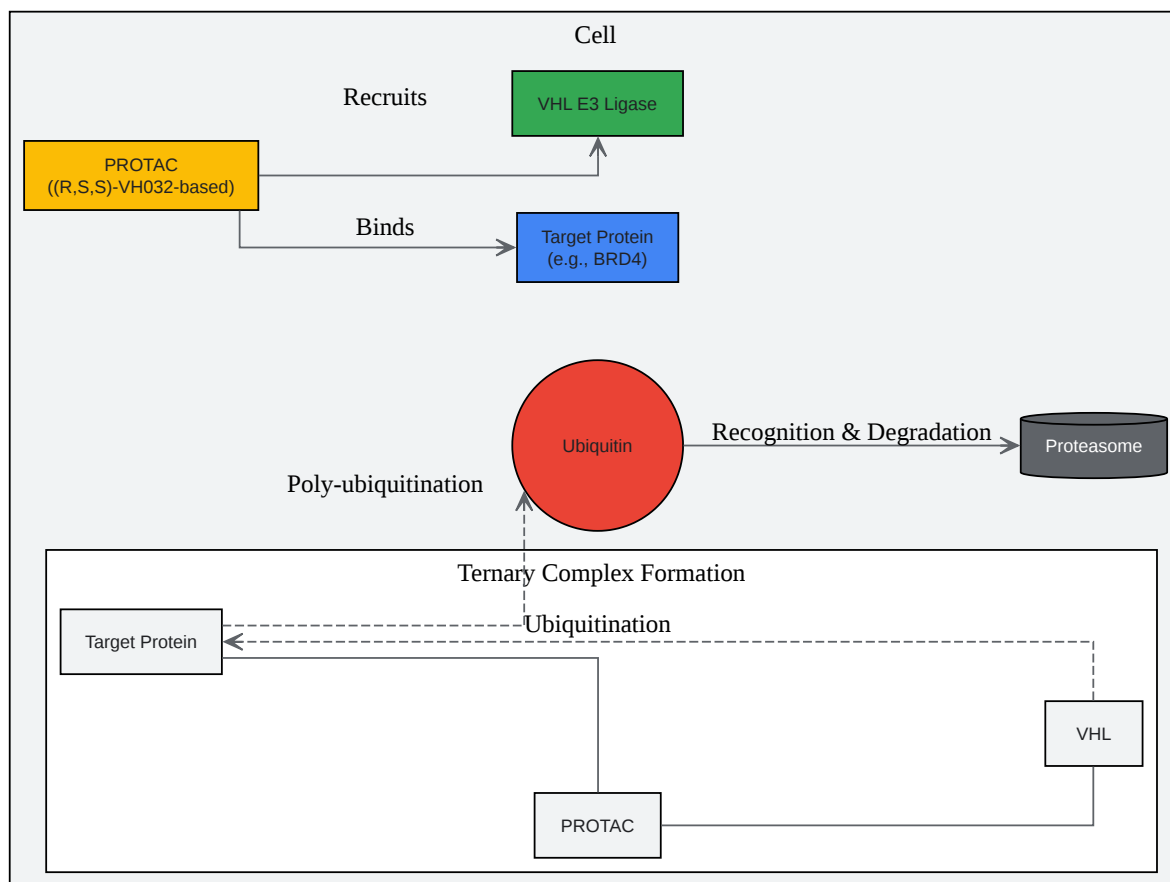 Cell
Recruits
VHL E3 Ligase
PROTAC
((R,S,S)-VH032-based)
Binds
Target Protein
(e.g., BRD4)
Ubiquitin
Recognition & Degradation
Proteasome
Poly-ubiquitination
Ternary Complex Formation
Ubiquitination
Target Protein
VHL
PROTAC